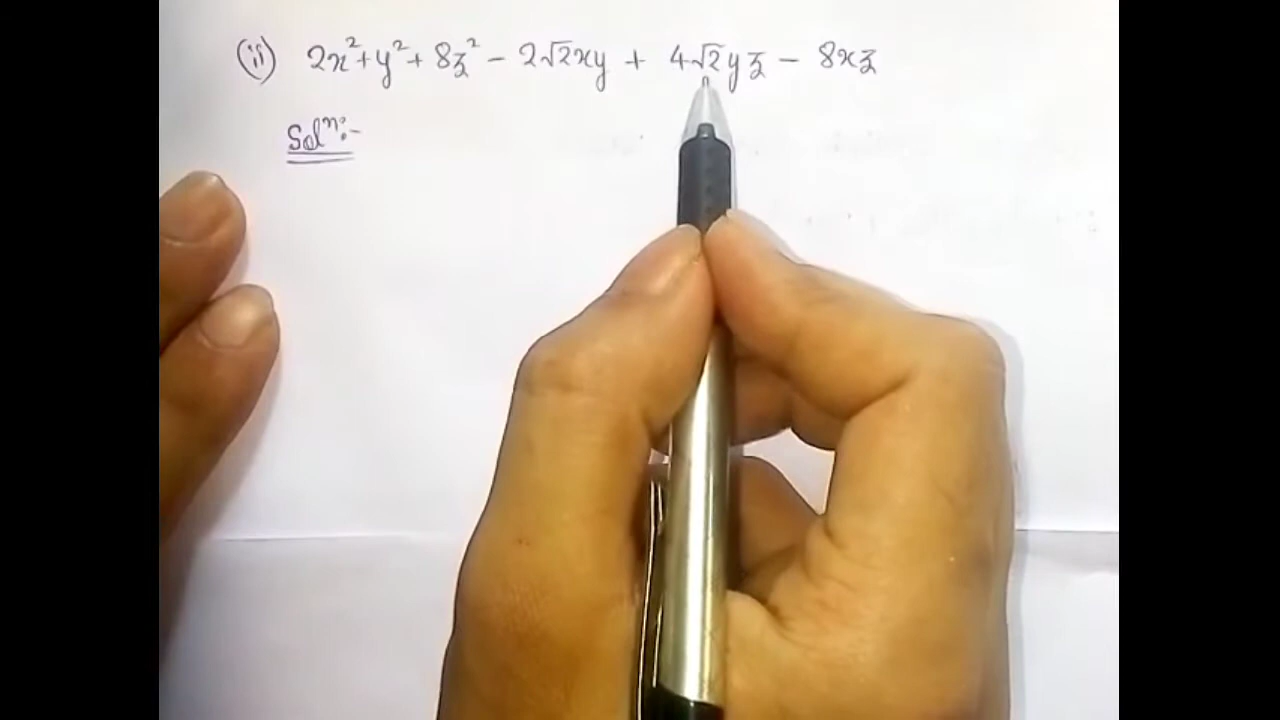 (ii) 2x² + y² + 8z² - 2√2xy + 4√2yz - 8xz
Solⁿ:-